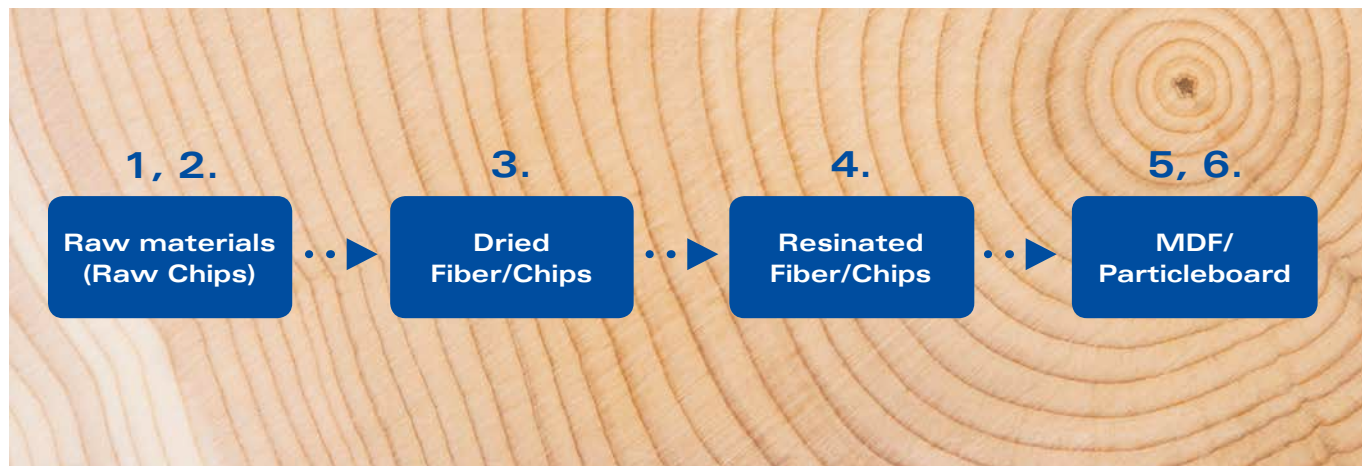 1, 2.
Raw materials
(Raw Chips)
3.
Dried
Fiber/Chips
4.
Resinated
Fiber/Chips
5, 6.
MDF/
Particleboard